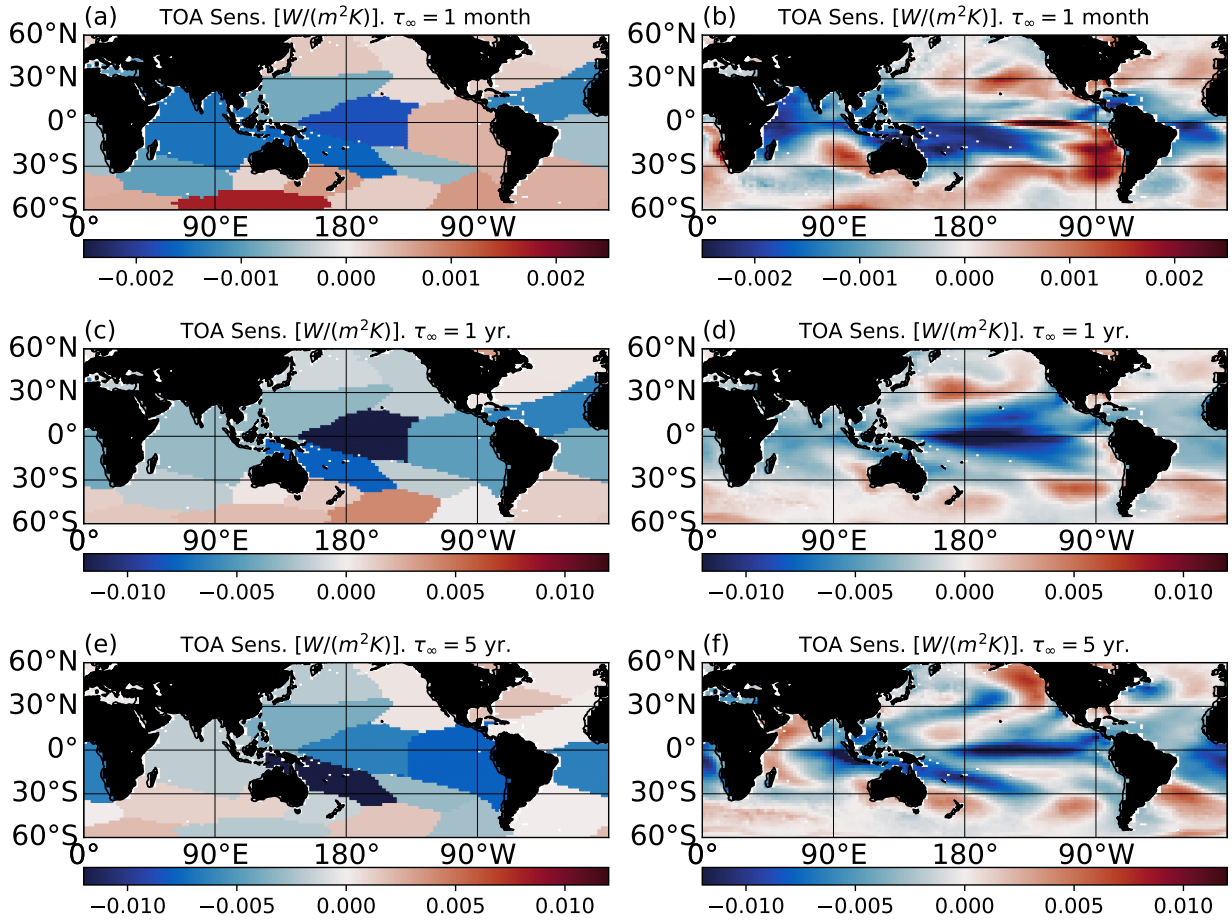 (a) TOA Sens. [W/(m²K)]. τ∞ = 1 month
60°N
30°N
0°
30°S
60°S
0° 90°E 180° 90°W
−0.002 −0.001 0.000 0.001 0.002
(b) TOA Sens. [W/(m²K)]. τ∞ = 1 month
60°N
30°N
0°
30°S
60°S
0° 90°E 180° 90°W
−0.002 −0.001 0.000 0.001 0.002
(c) TOA Sens. [W/(m²K)]. τ∞ = 1 yr.
60°N
30°N
0°
30°S
60°S
0° 90°E 180° 90°W
−0.010 −0.005 0.000 0.005 0.010
(d) TOA Sens. [W/(m²K)]. τ∞ = 1 yr.
60°N
30°N
0°
30°S
60°S
0° 90°E 180° 90°W
−0.010 −0.005 0.000 0.005 0.010
(e) TOA Sens. [W/(m²K)]. τ∞ = 5 yr.
60°N
30°N
0°
30°S
60°S
0° 90°E 180° 90°W
−0.010 −0.005 0.000 0.005 0.010
(f) TOA Sens. [W/(m²K)]. τ∞ = 5 yr.
60°N
30°N
0°
30°S
60°S
0° 90°E 180° 90°W
−0.010 −0.005 0.000 0.005 0.010